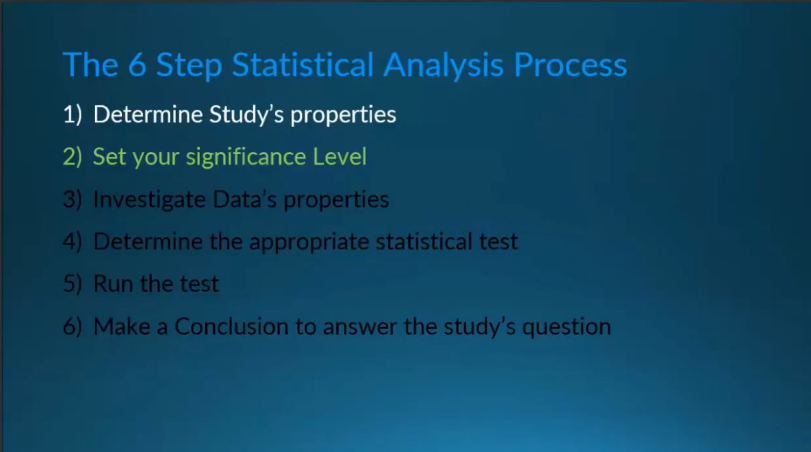 The 6 Step Statistical Analysis Process
1) Determine Study’s properties
2) Set your significance Level
3) Investigate Data’s properties
4) Determine the appropriate statistical test
5) Run the test
6) Make a Conclusion to answer the study’s question